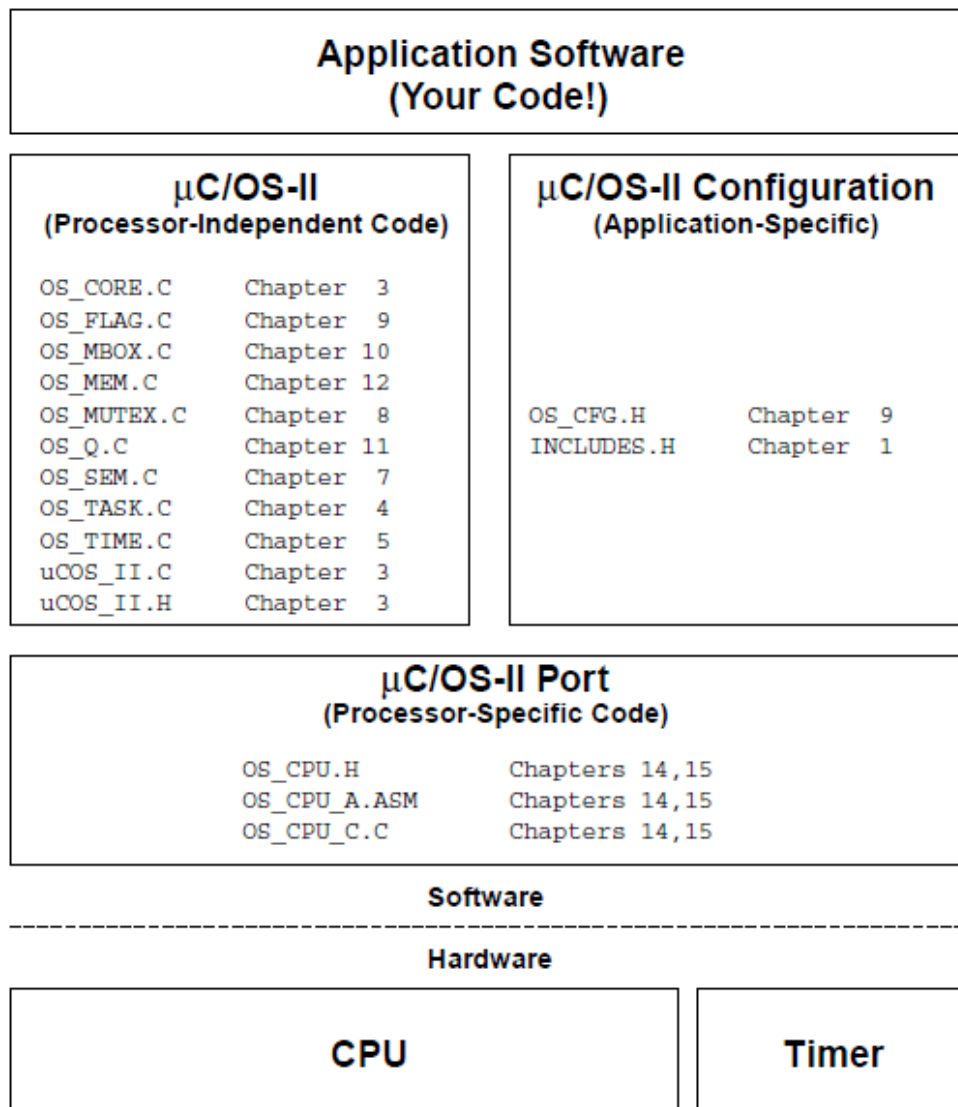 Application Software
(Your Code!)
μC/OS-II
(Processor-Independent Code)
OS_CORE.C Chapter 3
OS_FLAG.C Chapter 9
OS_MBOX.C Chapter 10
OS_MEM.C Chapter 12
OS_MUTEX.C Chapter 8
OS_Q.C Chapter 11
OS_SEM.C Chapter 7
OS_TASK.C Chapter 4
OS_TIME.C Chapter 5
uCOS_II.C Chapter 3
uCOS_II.H Chapter 3
μC/OS-II Configuration
(Application-Specific)
OS_CFG.H Chapter 9
INCLUDES.H Chapter 1
μC/OS-II Port
(Processor-Specific Code)
OS_CPU.H Chapters 14,15
OS_CPU_A.ASM Chapters 14,15
OS_CPU_C.C Chapters 14,15
Software
Hardware
CPU
Timer